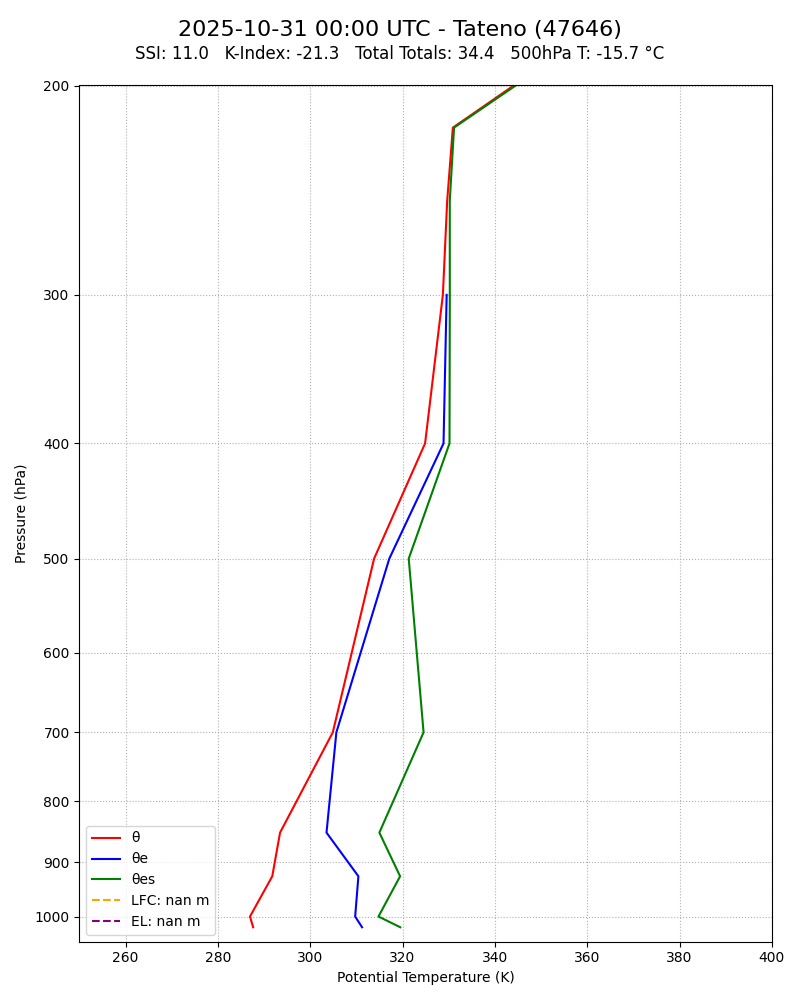 2025-10-31 00:00 UTC - Tateno (47646)
SSI: 11.0 K-Index: -21.3 Total Totals: 34.4 500hPa T: -15.7 °C
200
300
400
500
600
700
800
900
1000
Pressure (hPa)
θ
θe
θes
LFC: nan m
EL: nan m
260 280 300 320 340 360 380 400
Potential Temperature (K)